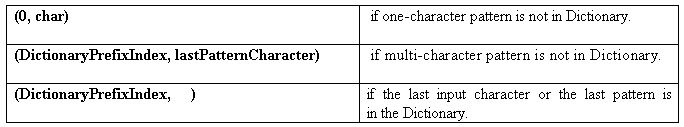 (0, char) if one-character pattern is not in Dictionary.
(DictionaryPrefixIndex, lastPatternCharacter) if multi-character pattern is not in Dictionary.
(DictionaryPrefixIndex, ) if the last input character or the last pattern is
in the Dictionary.